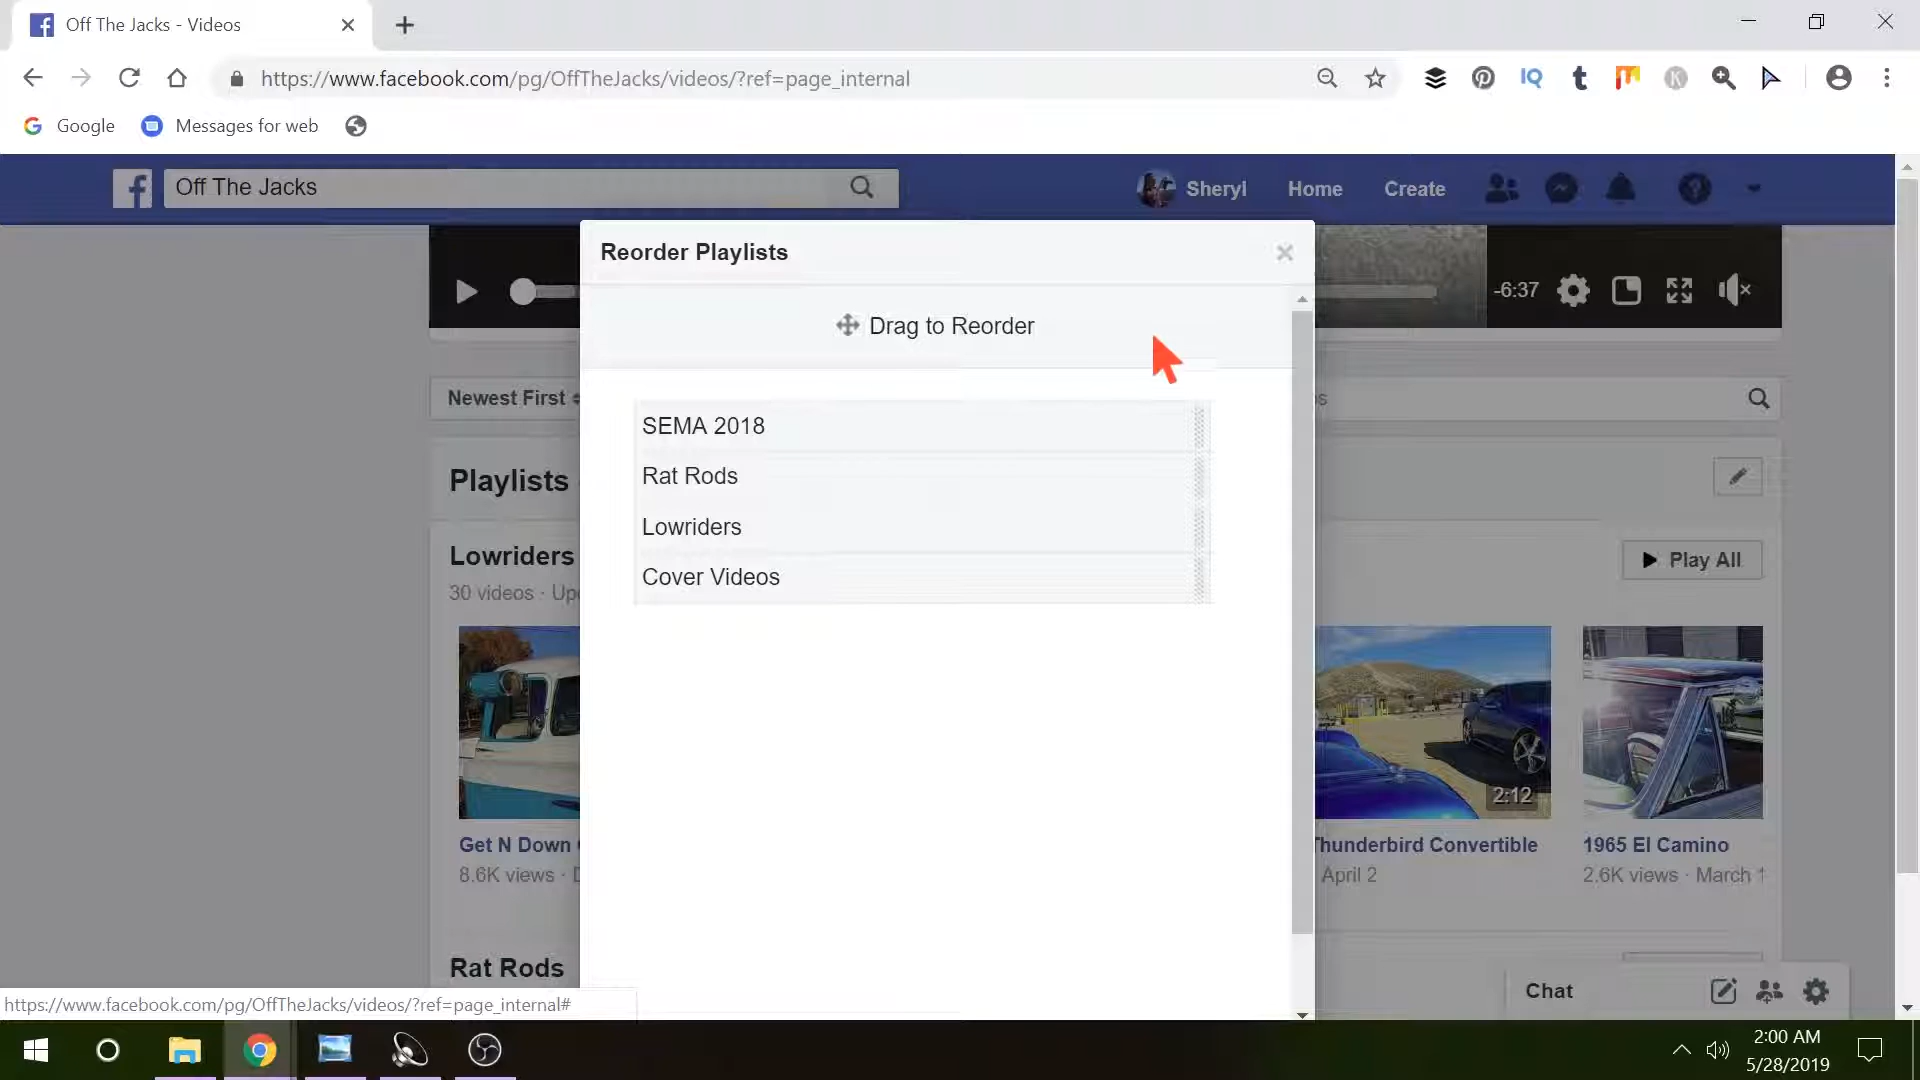 Off The Jacks - Videos
https://www.facebook.com/pg/OffTheJacks/videos/?ref=page_internal
Google
Messages for web
Off The Jacks
Sheryl
Home
Create
Reorder Playlists
-6:37
Drag to Reorder
Newest First
SEMA 2018
Rat Rods
Lowriders
Cover Videos
Playlists
Lowriders
Play All
30 videos ·
2:12
Get N Down
Thunderbird Convertible
1965 El Camino
8.6K views ·
April 2
2.6K views · March
Rat Rods
Chat
https://www.facebook.com/pg/OffTheJacks/videos/?ref=page_internal#
2:00 AM
5/28/2019